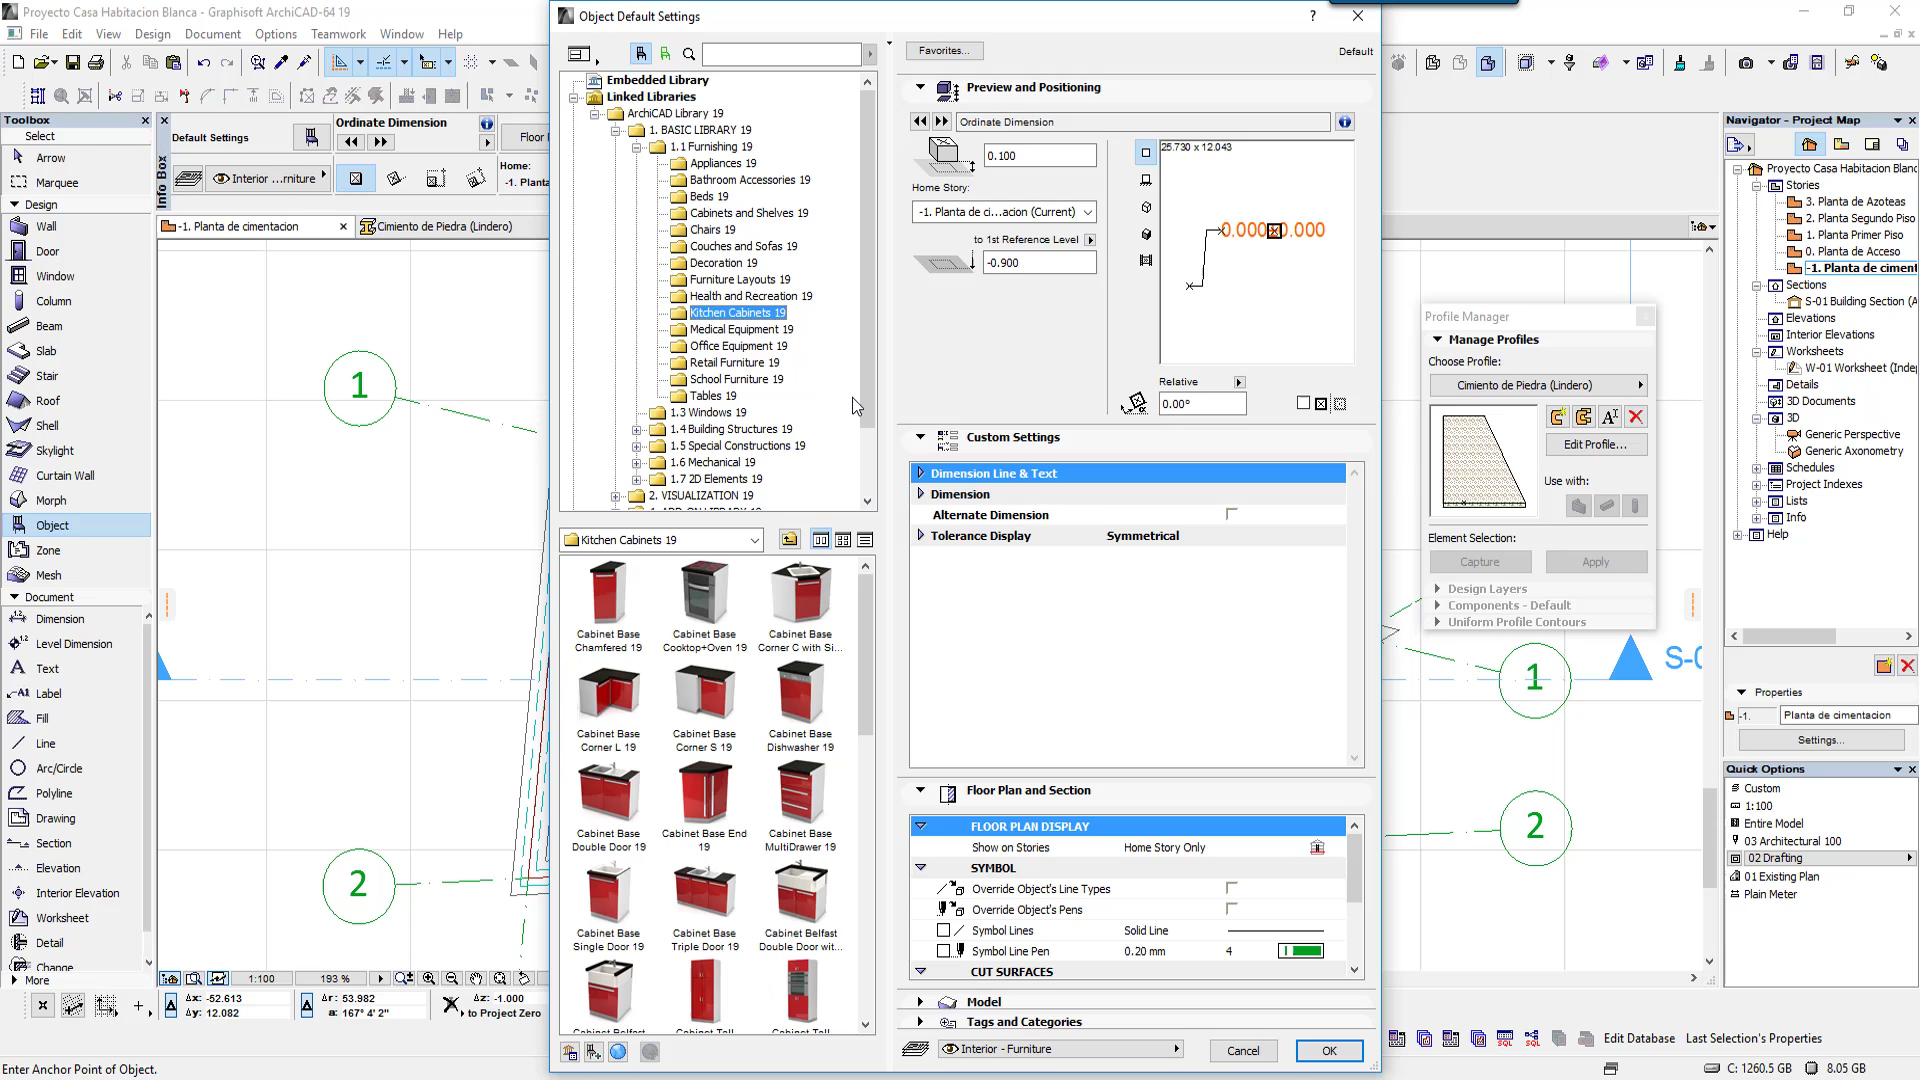 Proyecto Casa Habitacion Blanca - Graphisoft ArchiCAD-64 19
File Edit View Design Document Options Teamwork Window Help
Toolbox
Select
Arrow
Marquee
Design
Wall
Door
Window
Column
Beam
Slab
Stair
Roof
Shell
Skylight
Curtain Wall
Morph
Object
Zone
Mesh
Document
Dimension
Level Dimension
Text
Label
Fill
Line
Arc/Circle
Polyline
Drawing
Section
Elevation
Interior Elevation
Worksheet
Detail
Change
More
Info Box
Default Settings
Ordinate Dimension
Floor
Interior ...rniture
Home:
-1. Planta
-1. Planta de cimentacion
Cimiento de Piedra (Lindero)
1
2
1:100
193 %
Δx: -52.613
Δy: 12.082
Δr: 53.982
a: 167° 4' 2"
Δz: -1.000
to Project Zero
Enter Anchor Point of Object.
Object Default Settings
Embedded Library
Linked Libraries
ArchiCAD Library 19
1. BASIC LIBRARY 19
1.1 Furnishing 19
Appliances 19
Bathroom Accessories 19
Beds 19
Cabinets and Shelves 19
Chairs 19
Couches and Sofas 19
Decoration 19
Furniture Layouts 19
Health and Recreation 19
Kitchen Cabinets 19
Medical Equipment 19
Office Equipment 19
Retail Furniture 19
School Furniture 19
Tables 19
1.3 Windows 19
1.4 Building Structures 19
1.5 Special Constructions 19
1.6 Mechanical 19
1.7 2D Elements 19
2. VISUALIZATION 19
Kitchen Cabinets 19
Cabinet Base Chamfered 19
Cabinet Base Cooktop+Oven 19
Cabinet Base Corner C with Si...
Cabinet Base Corner L 19
Cabinet Base Corner S 19
Cabinet Base Dishwasher 19
Cabinet Base Double Door 19
Cabinet Base End 19
Cabinet Base MultiDrawer 19
Cabinet Base Single Door 19
Cabinet Base Triple Door 19
Cabinet Belfast Double Door wit...
Cabinet Belfast
Cabinet Tall
Cabinet Tall
Favorites...
Default
Preview and Positioning
Ordinate Dimension
0.100
Home Story:
-1. Planta de ci...acion (Current)
to 1st Reference Level
-0.900
25.730 x 12.043
Relative
0.00°
Custom Settings
Dimension Line & Text
Dimension
Alternate Dimension
Tolerance Display Symmetrical
Floor Plan and Section
FLOOR PLAN DISPLAY
Show on Stories Home Story Only
SYMBOL
Override Object's Line Types
Override Object's Pens
Symbol Lines Solid Line
Symbol Line Pen 0.20 mm 4
CUT SURFACES
Model
Tags and Categories
Interior - Furniture
Cancel
OK
Profile Manager
Manage Profiles
Choose Profile:
Cimiento de Piedra (Lindero)
Edit Profile...
Use with:
Element Selection:
Capture
Apply
Design Layers
Components - Default
Uniform Profile Contours
1
2
Navigator - Project Map
Proyecto Casa Habitacion Blanc
Stories
3. Planta de Azoteas
2. Planta Segundo Piso
1. Planta Primer Piso
0. Planta de Acceso
-1. Planta de ciment
Sections
S-01 Building Section (A
Elevations
Interior Elevations
Worksheets
W-01 Worksheet (Inde
Details
3D Documents
3D
Generic Perspective
Generic Axonometry
Schedules
Project Indexes
Lists
Info
Help
Properties
-1.
Planta de cimentacion
Settings...
Quick Options
Custom
1:100
Entire Model
03 Architectural 100
02 Drafting
01 Existing Plan
Plain Meter
Edit Database
Last Selection's Properties
C: 1260.5 GB
8.05 GB